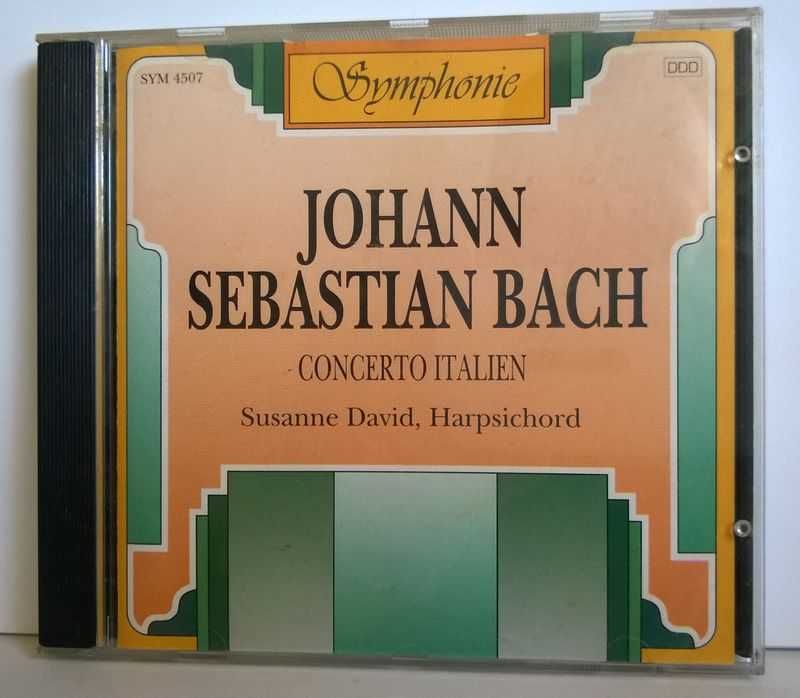 SYM 4507
Symphonie
DDD
JOHANN
SEBASTIAN BACH
CONCERTO ITALIEN
Susanne David, Harpsichord